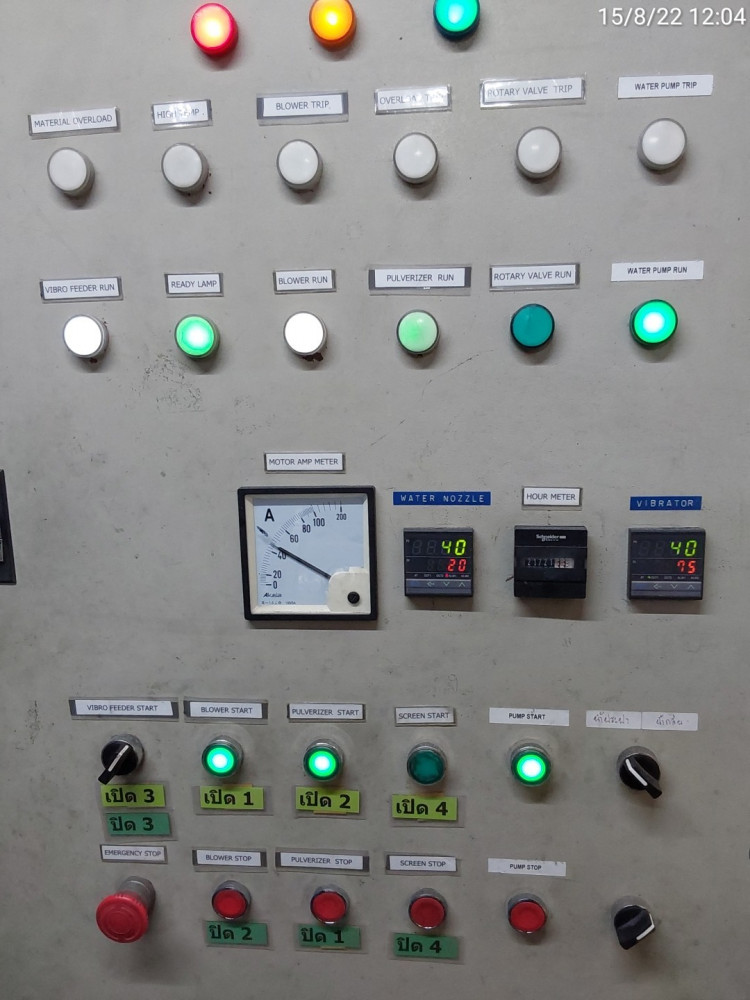 15/8/22 12:04
MATERIAL OVERLOAD
BLOWER TRIP.
ROTARY VALVE TRIP
WATER PUMP TRIP
VIBRO FEEDER RUN
READY LAMP
BLOWER RUN
PULVERIZER RUN
ROTARY VALVE RUN
WATER PUMP RUN
MOTOR AMP METER
WATER NOZZLE
HOUR METER
VIBRATOR
A
0
20
40
60
80
100
200
40
20
Schneider
40
75
VIBRO FEEDER START
BLOWER START
PULVERIZER START
SCREEN START
PUMP START
เปิด 3
เปิด 1
เปิด 2
เปิด 4
ปิด 3
EMERGENCY STOP
BLOWER STOP
PULVERIZER STOP
SCREEN STOP
PUMP STOP
ปิด 2
ปิด 1
ปิด 4